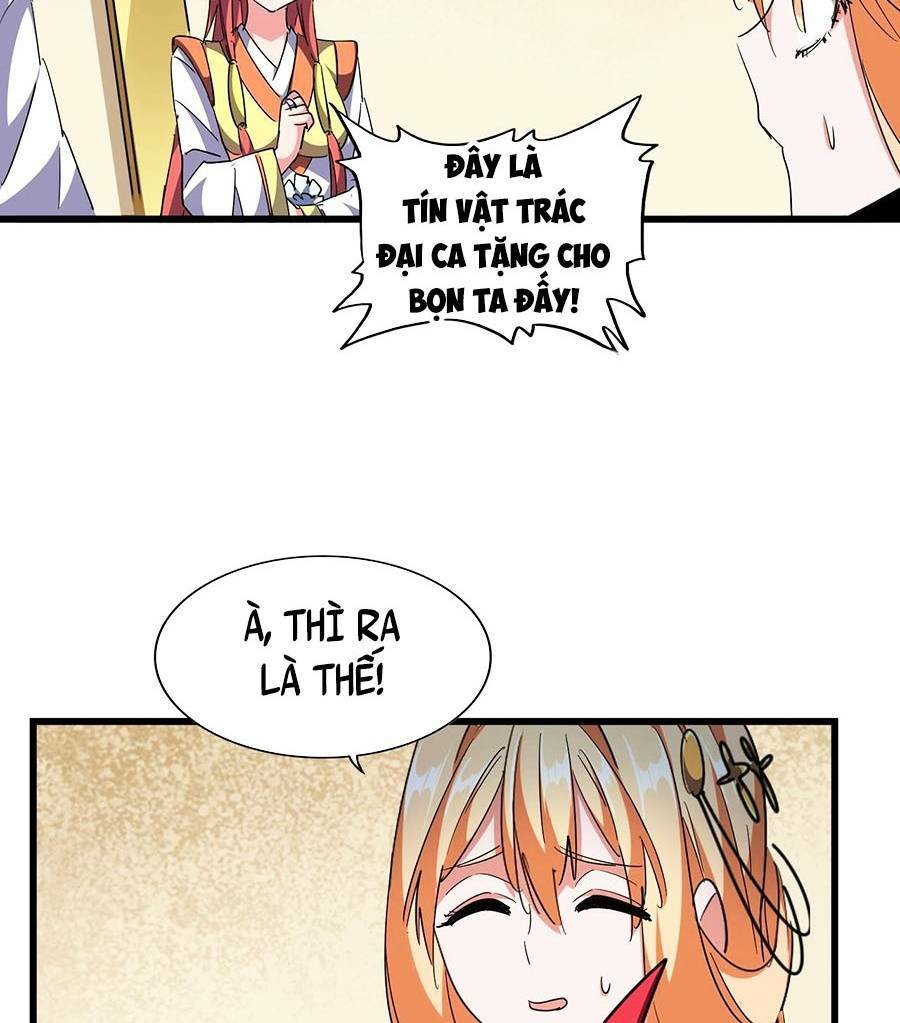 ĐÂY LÀ
TÍN VẬT TRÁC
ĐẠI CA TẶNG CHO
BỌN TA ĐẤY!
À, THÌ RA
LÀ THẾ!